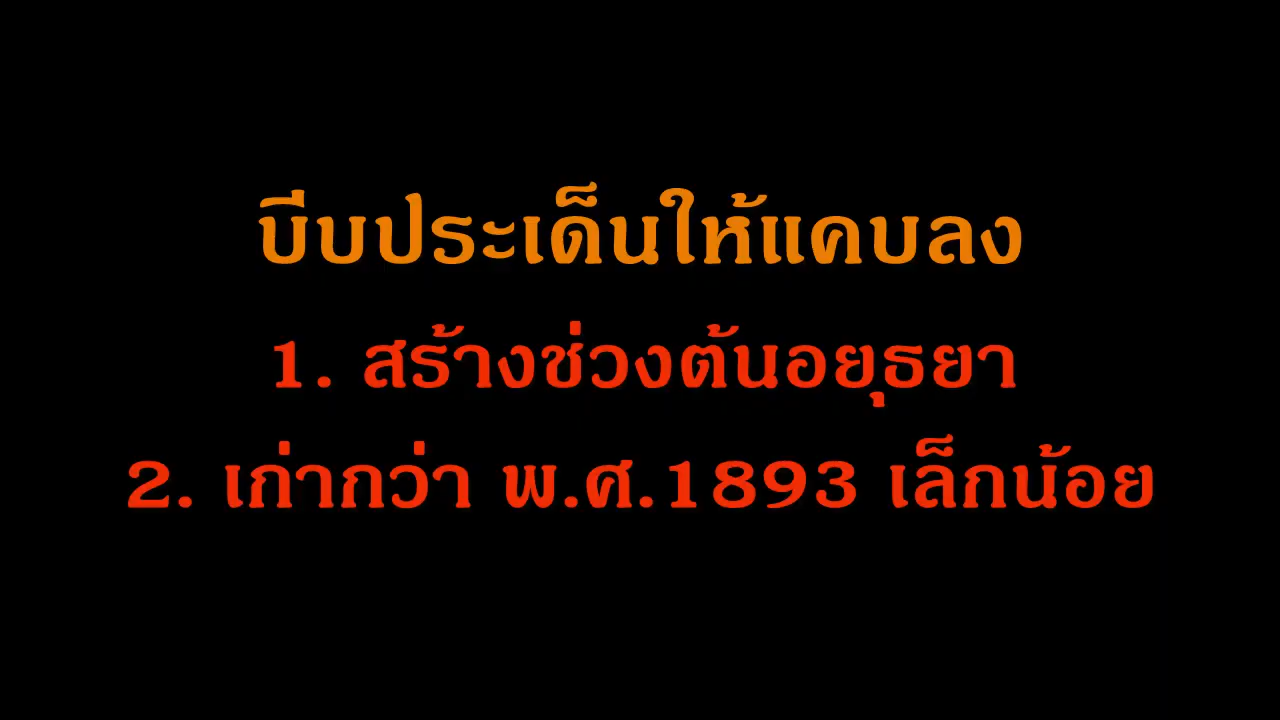 บีบประเด็นให้แคบลง
1. สร้างช่วงต้นอยุธยา
2. เก่ากว่า พ.ศ.1893 เล็กน้อย